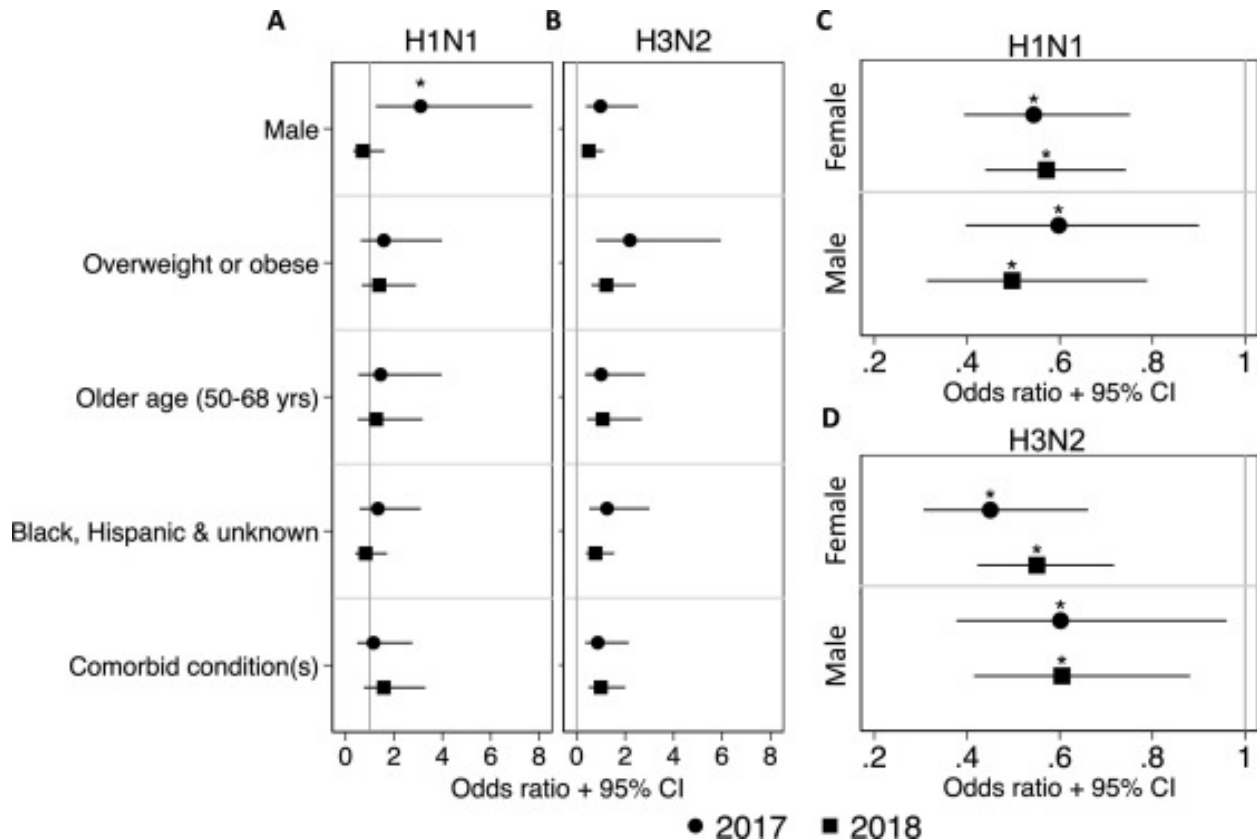 A
H1N1
*
Male
Overweight or obese
Older age (50-68 yrs)
Black, Hispanic & unknown
Comorbid condition(s)
0 2 4 6 8
B
H3N2
0 2 4 6 8
Odds ratio + 95% CI
C
H1N1
Female
*
*
Male
*
*
.2 .4 .6 .8 1
Odds ratio + 95% CI
D
H3N2
Female
*
*
Male
*
*
.2 .4 .6 .8 1
Odds ratio + 95% CI
2017 2018